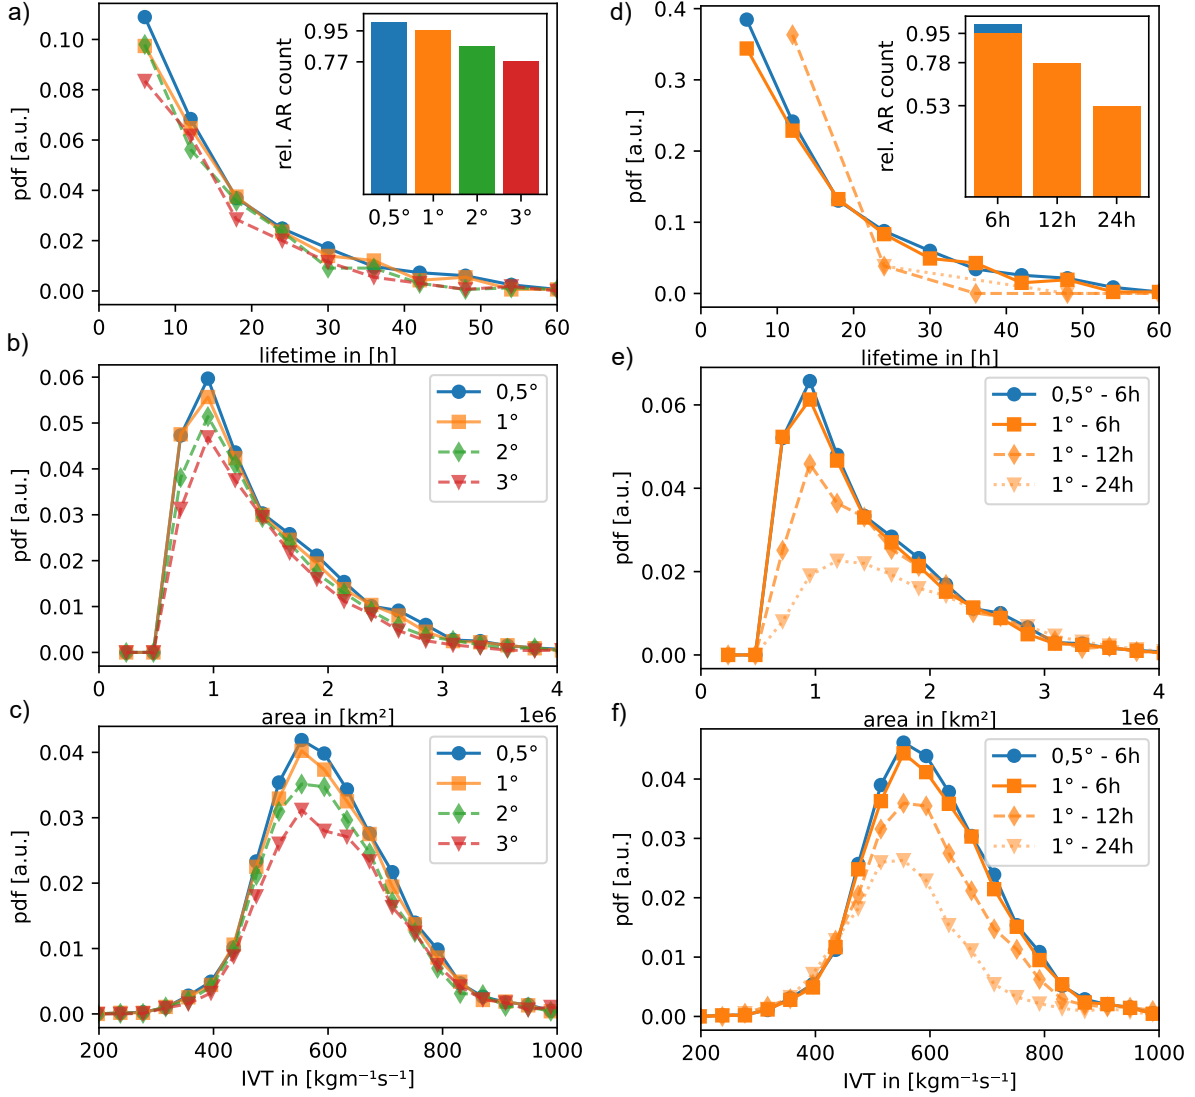 a)
0.10
0.08
0.06
0.04
0.02
0.00
pdf [a.u.]
0 10 20 30 40 50 60
lifetime in [h]
rel. AR count
0.95
0.77
0,5° 1° 2° 3°
d)
0.4
0.3
0.2
0.1
0.0
pdf [a.u.]
0 10 20 30 40 50 60
lifetime in [h]
rel. AR count
0.95
0.78
0.53
6h 12h 24h
b)
0.06
0.05
0.04
0.03
0.02
0.01
0.00
pdf [a.u.]
0,5°
1°
2°
3°
0 1 2 3 4
area in [km²]
1e6
e)
0.06
0.04
0.02
0.00
pdf [a.u.]
0,5° - 6h
1° - 6h
1° - 12h
1° - 24h
0 1 2 3 4
area in [km²]
1e6
c)
0.04
0.03
0.02
0.01
0.00
pdf [a.u.]
0,5°
1°
2°
3°
200 400 600 800 1000
IVT in [kgm⁻¹s⁻¹]
f)
0.04
0.03
0.02
0.01
0.00
pdf [a.u.]
0,5° - 6h
1° - 6h
1° - 12h
1° - 24h
200 400 600 800 1000
IVT in [kgm⁻¹s⁻¹]